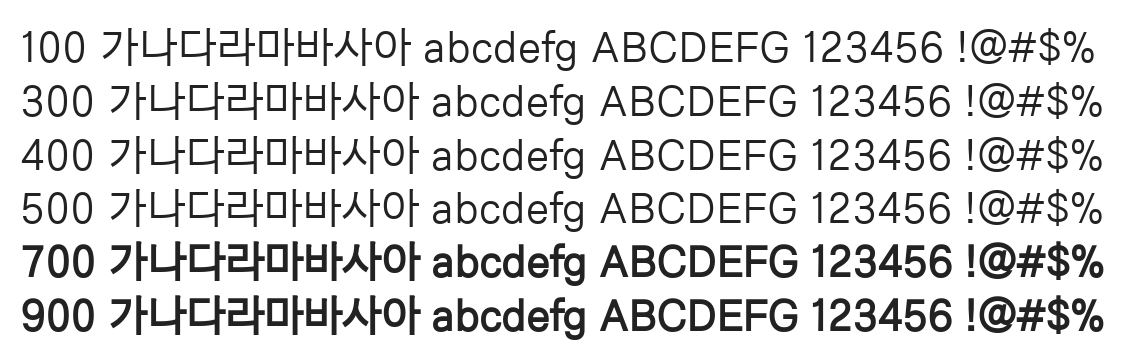 100 가나다라마바사아 abcdefg ABCDEFG 123456 !@#$%
300 가나다라마바사아 abcdefg ABCDEFG 123456 !@#$%
400 가나다라마바사아 abcdefg ABCDEFG 123456 !@#$%
500 가나다라마바사아 abcdefg ABCDEFG 123456 !@#$%
700 가나다라마바사아 abcdefg ABCDEFG 123456 !@#$%
900 가나다라마바사아 abcdefg ABCDEFG 123456 !@#$%